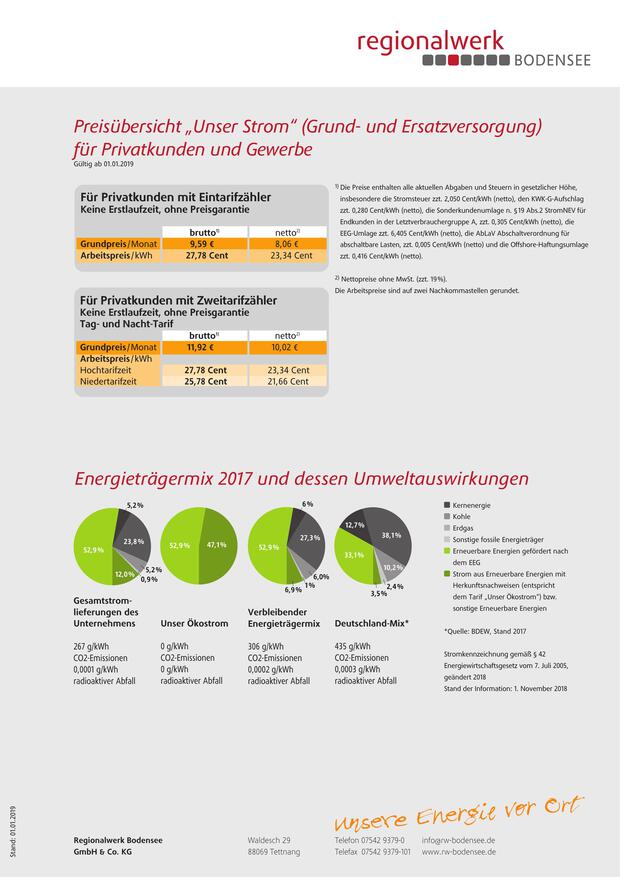 regionalwerk
BODENSEE
Preisübersicht „Unser Strom“ (Grund- und Ersatzversorgung)
für Privatkunden und Gewerbe
Gültig ab 01.01.2019
Für Privatkunden mit Eintarifzähler
Keine Erstlaufzeit, ohne Preisgarantie
brutto¹⁾ netto²⁾
Grundpreis/Monat 9,59 € 8,06 €
Arbeitspreis/kWh 27,78 Cent 23,34 Cent
Für Privatkunden mit Zweitarifzähler
Keine Erstlaufzeit, ohne Preisgarantie
Tag- und Nacht-Tarif
brutto¹⁾ netto²⁾
Grundpreis/Monat 11,92 € 10,02 €
Arbeitspreis/kWh
Hochtarifzeit 27,78 Cent 23,34 Cent
Niedertarifzeit 25,78 Cent 21,66 Cent
¹⁾ Die Preise enthalten alle aktuellen Abgaben und Steuern in gesetzlicher Höhe,
insbesondere die Stromsteuer zzt. 2,050 Cent/kWh (netto), den KWK-G-Aufschlag
zzt. 0,280 Cent/kWh (netto), die Sonderkundenumlage n. §19 Abs.2 StromNEV für
Endkunden in der Letztverbrauchergruppe A, zzt. 0,305 Cent/kWh (netto), die
EEG-Umlage zzt. 6,405 Cent/kWh (netto), die AbLaV Abschaltverordnung für
abschaltbare Lasten, zzt. 0,005 Cent/kWh (netto) und die Offshore-Haftungsumlage
zzt. 0,416 Cent/kWh (netto).
²⁾ Nettopreise ohne MwSt. (zzt. 19%).
Die Arbeitspreise sind auf zwei Nachkommastellen gerundet.
Energieträgermix 2017 und dessen Umweltauswirkungen
5,2%
23,8%
5,2%
0,9%
12,0%
52,9%
Gesamtstrom-
lieferungen des
Unternehmens
267 g/kWh
CO2-Emissionen
0,0001 g/kWh
radioaktiver Abfall
52,9% 47,1%
Unser Ökostrom
0 g/kWh
CO2-Emissionen
0 g/kWh
radioaktiver Abfall
6%
27,3%
6,0%
1%
6,9%
52,9%
Verbleibender
Energieträgermix
306 g/kWh
CO2-Emissionen
0,0002 g/kWh
radioaktiver Abfall
12,7%
38,1%
10,2%
2,4%
3,5%
33,1%
Deutschland-Mix*
435 g/kWh
CO2-Emissionen
0,0003 g/kWh
radioaktiver Abfall
Kernenergie
Kohle
Erdgas
Sonstige fossile Energieträger
Erneuerbare Energien gefördert nach
dem EEG
Strom aus Erneuerbare Energien mit
Herkunftsnachweisen (entspricht
dem Tarif „Unser Ökostrom“) bzw.
sonstige Erneuerbare Energien
*Quelle: BDEW, Stand 2017
Stromkennzeichnung gemäß § 42
Energiewirtschaftsgesetz vom 7. Juli 2005,
geändert 2018
Stand der Information: 1. November 2018
unsere Energie vor Ort
Regionalwerk Bodensee
GmbH & Co. KG
Waldesch 29
88069 Tettnang
Telefon 07542 9379-0
Telefax 07542 9379-101
info@rw-bodensee.de
www.rw-bodensee.de
Stand: 01.01.2019